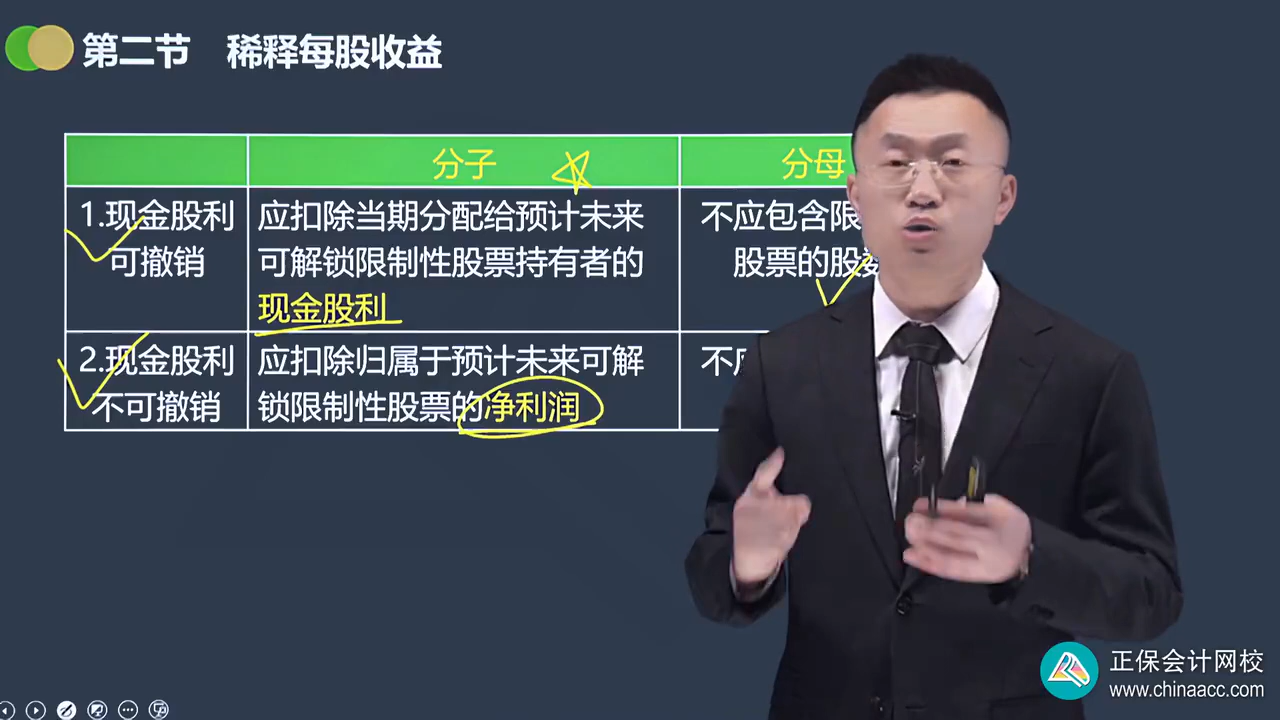 第二节 稀释每股收益
分子
分母
1.现金股利
可撤销
应扣除当期分配给预计未来
可解锁限制性股票持有者的
现金股利
不应包含限
股票的股数
2.现金股利
不可撤销
应扣除归属于预计未来可解
锁限制性股票的净利润
不
正保会计网校
www.chinaacc.com